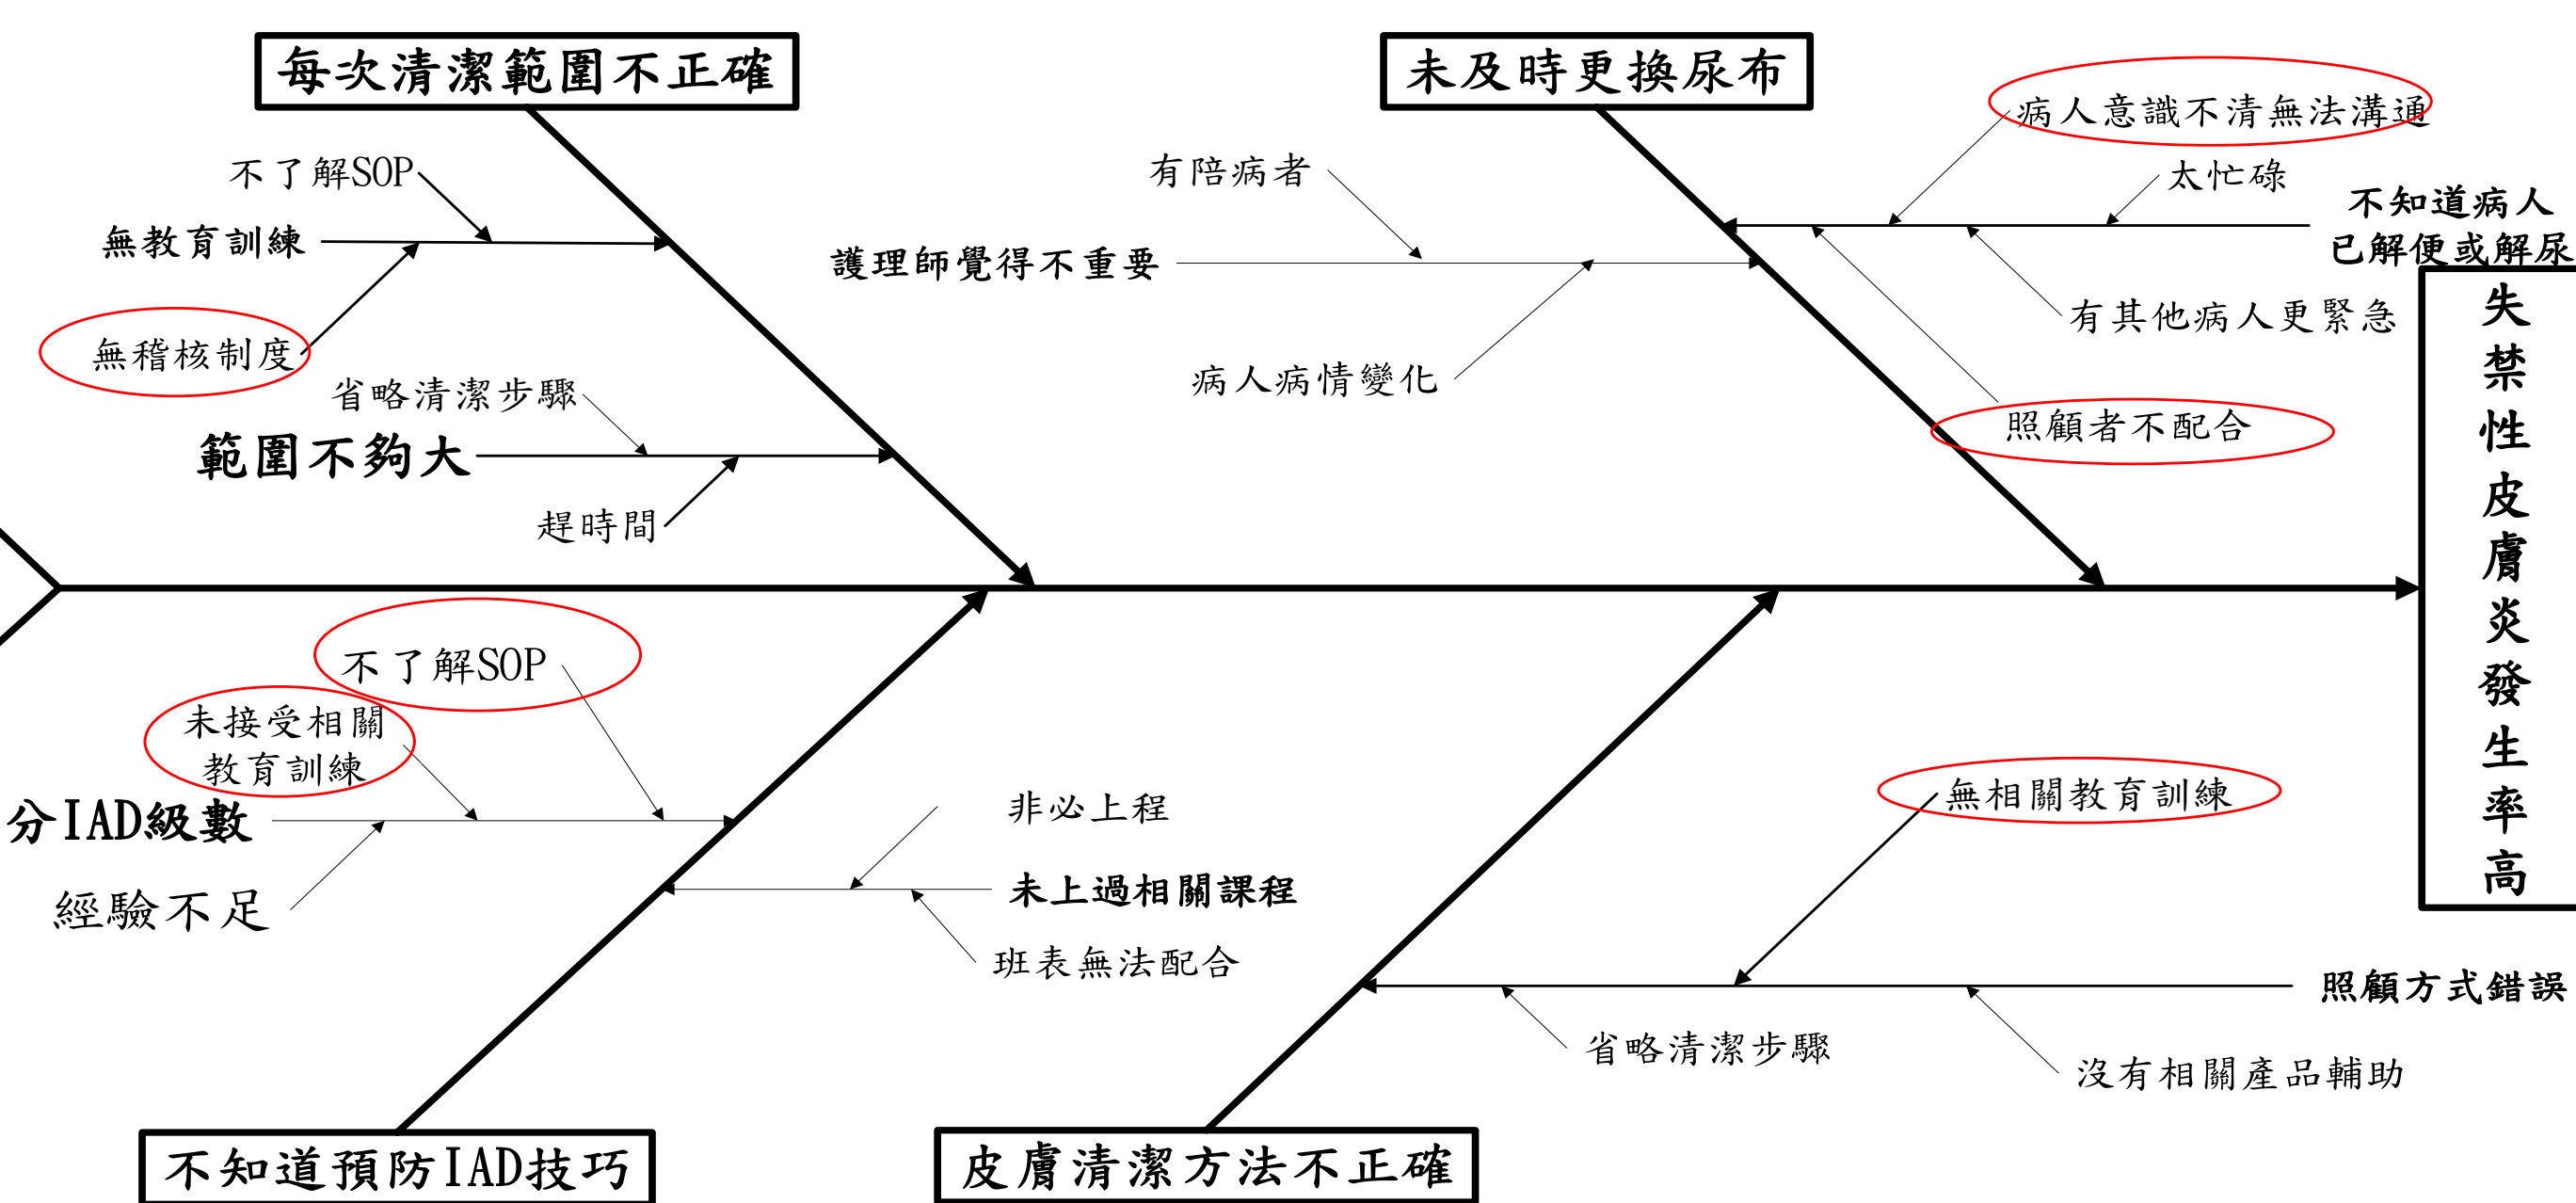 每次清潔範圍不正確
未及時更換尿布
病人意識不清無法溝通
不了解SOP
有陪病者
太忙碌
不知道病人
已解便或解尿
無教育訓練
護理師覺得不重要
無稽核制度
有其他病人更緊急
省略清潔步驟
病人病情變化
範圍不夠大
照顧者不配合
趕時間
失禁性皮膚炎發生率高
不了解SOP
未接受相關
教育訓練
分IAD級數
經驗不足
非必上程
未上過相關課程
班表無法配合
無相關教育訓練
照顧方式錯誤
省略清潔步驟
沒有相關產品輔助
不知道預防IAD技巧
皮膚清潔方法不正確